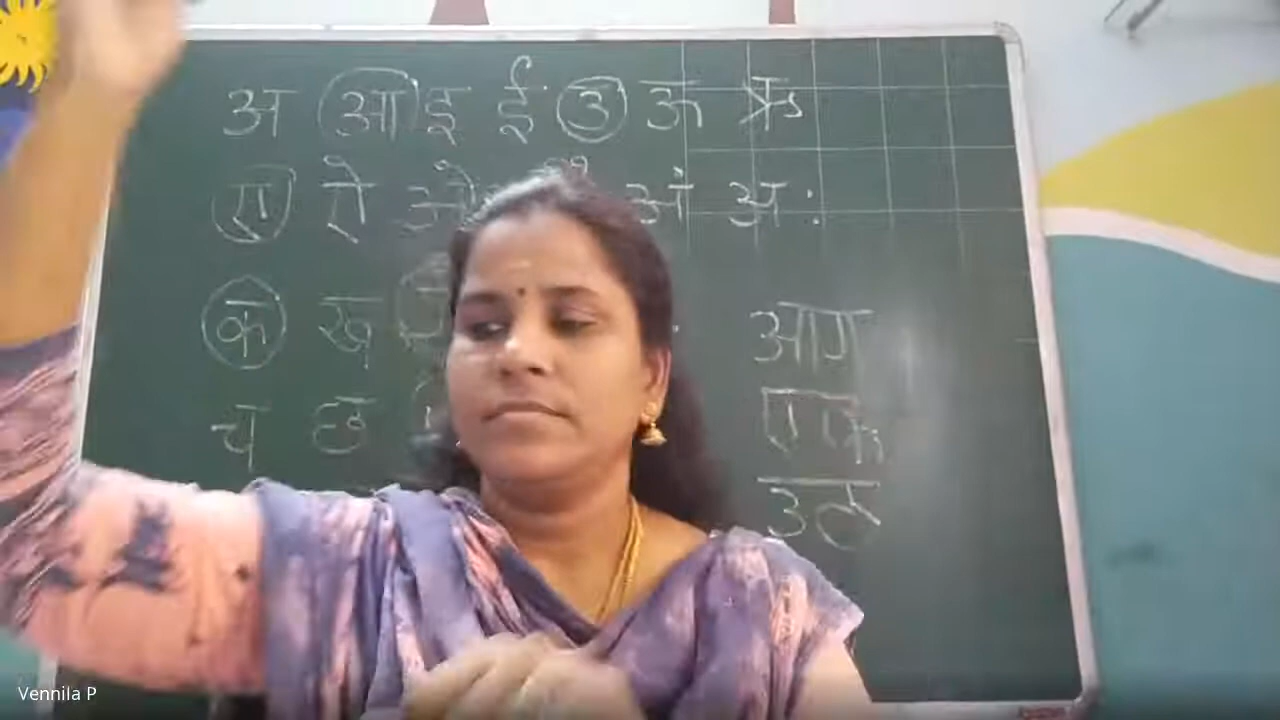 अ आ इ ई उ ऊ ऋ
ए ऐ ओ अं अः
क ख
च छ
आग
एक
उठ
Vennila P